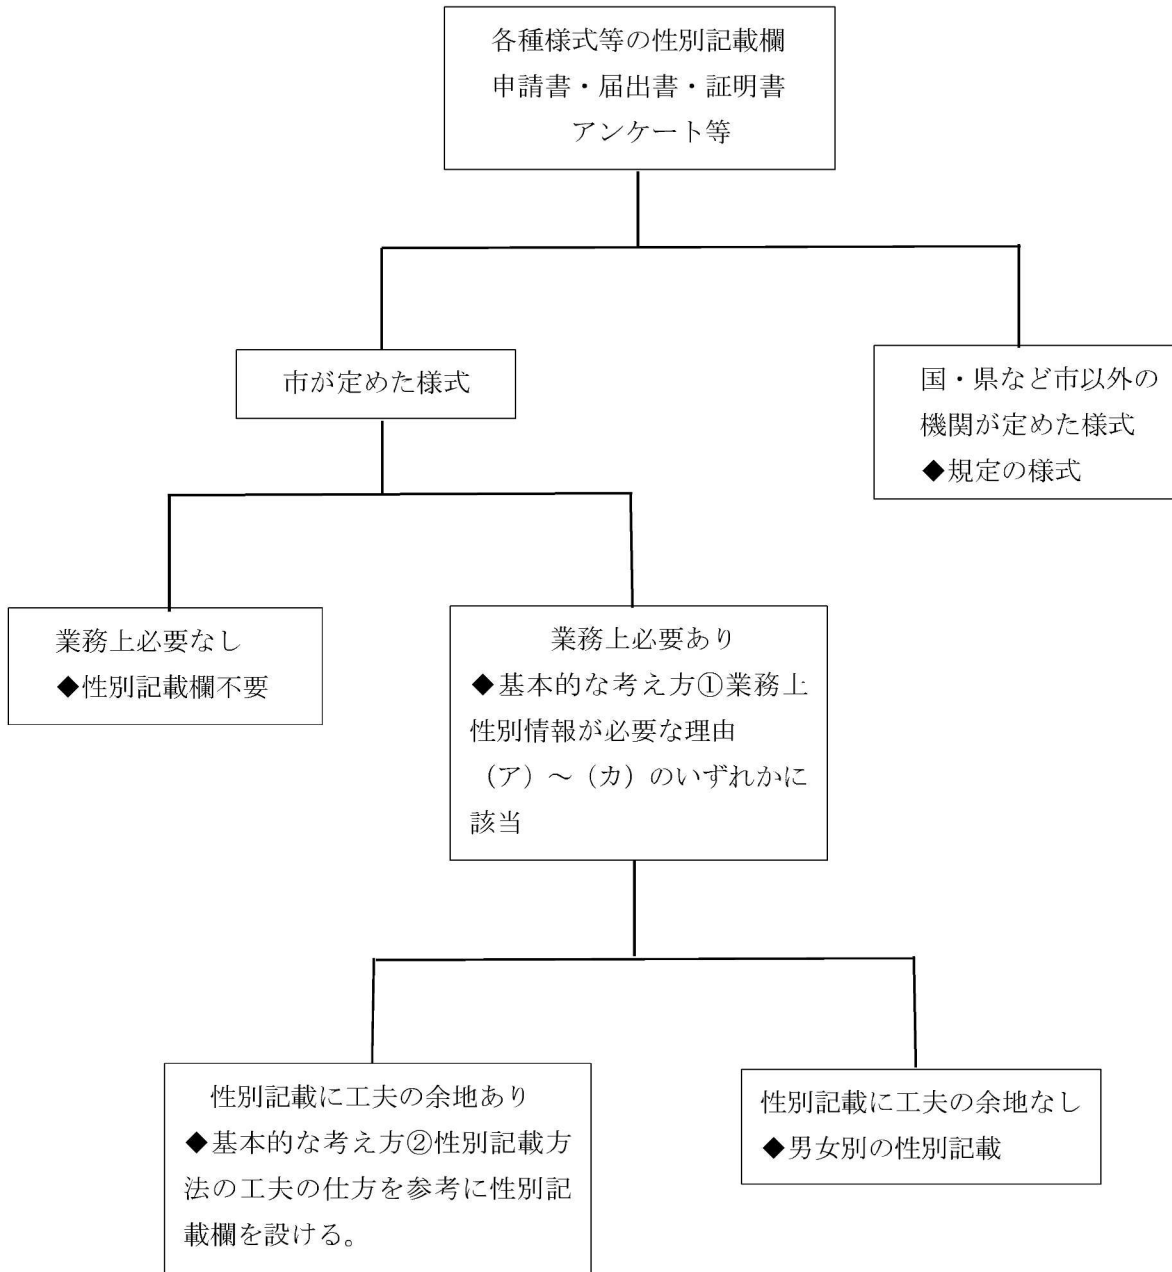 各種様式等の性別記載欄
申請書・届出書・証明書
アンケート等
市が定めた様式
国・県など市以外の
機関が定めた様式
◆規定の様式
業務上必要なし
◆性別記載欄不要
業務上必要あり
◆基本的な考え方①業務上
性別情報が必要な理由
（ア）～（カ）のいずれかに
該当
性別記載に工夫の余地あり
◆基本的な考え方②性別記載方
法の工夫の仕方を参考に性別記
載欄を設ける。
性別記載に工夫の余地なし
◆男女別の性別記載